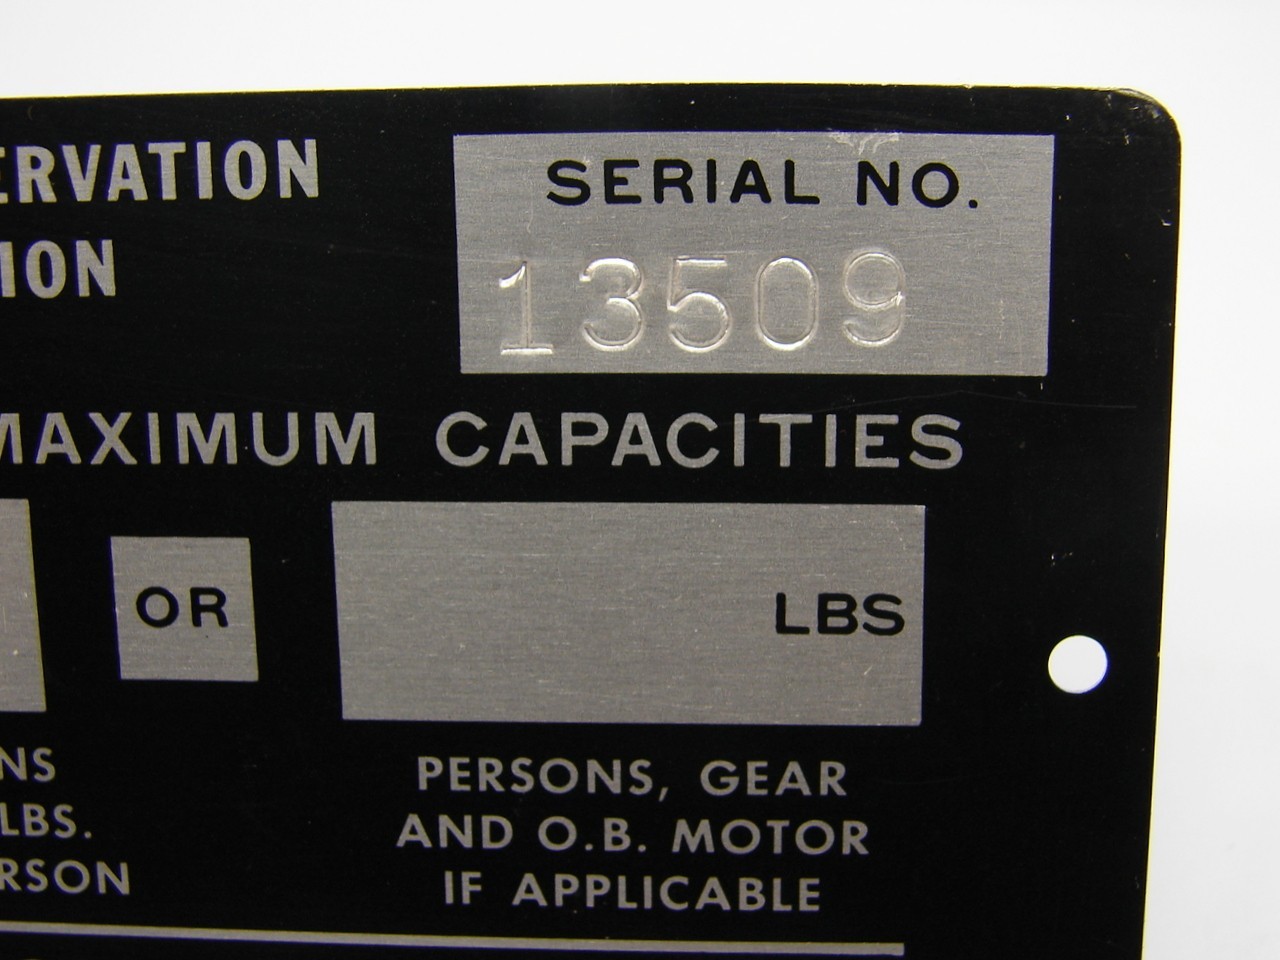 ERVATION
ION
SERIAL NO.
13509
MAXIMUM CAPACITIES
OR
LBS
NS
LBS.
RSON
PERSONS, GEAR
AND O.B. MOTOR
IF APPLICABLE